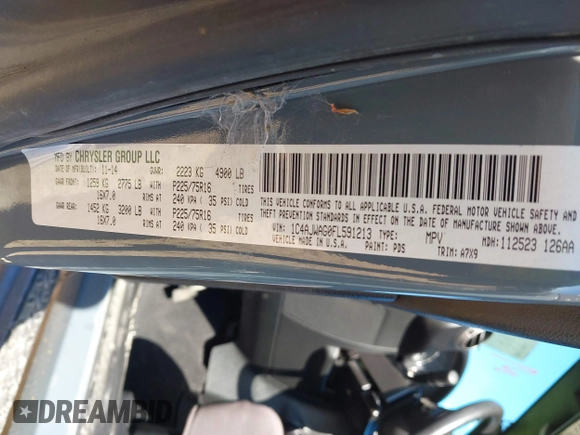 MFD BY CHRYSLER GROUP LLC
DATE OF MFR(BUILT): 11-14 GVWR: 2223 KG 4900 LB
GAWR FRONT: 1259 KG 2775 LB WITH P225/75R16 TIRES
16X7.0 RIMS AT 240 KPA ( 35 PSI) COLD
GAWR REAR: 1452 KG 3200 LB WITH P225/75R16 TIRES
16X7.0 RIMS AT 240 KPA ( 35 PSI) COLD
THIS VEHICLE CONFORMS TO ALL APPLICABLE U.S.A. FEDERAL MOTOR VEHICLE SAFETY AND
THEFT PREVENTION STANDARDS IN EFFECT ON THE DATE OF MANUFACTURE SHOWN ABOVE.
VIN: 1C4AJWAG0FL591213 TYPE: MPV MDH: 112523 126AA
VEHICLE MADE IN U.S.A. PAINT: PDS TRIM: A7X9
DREAMBID